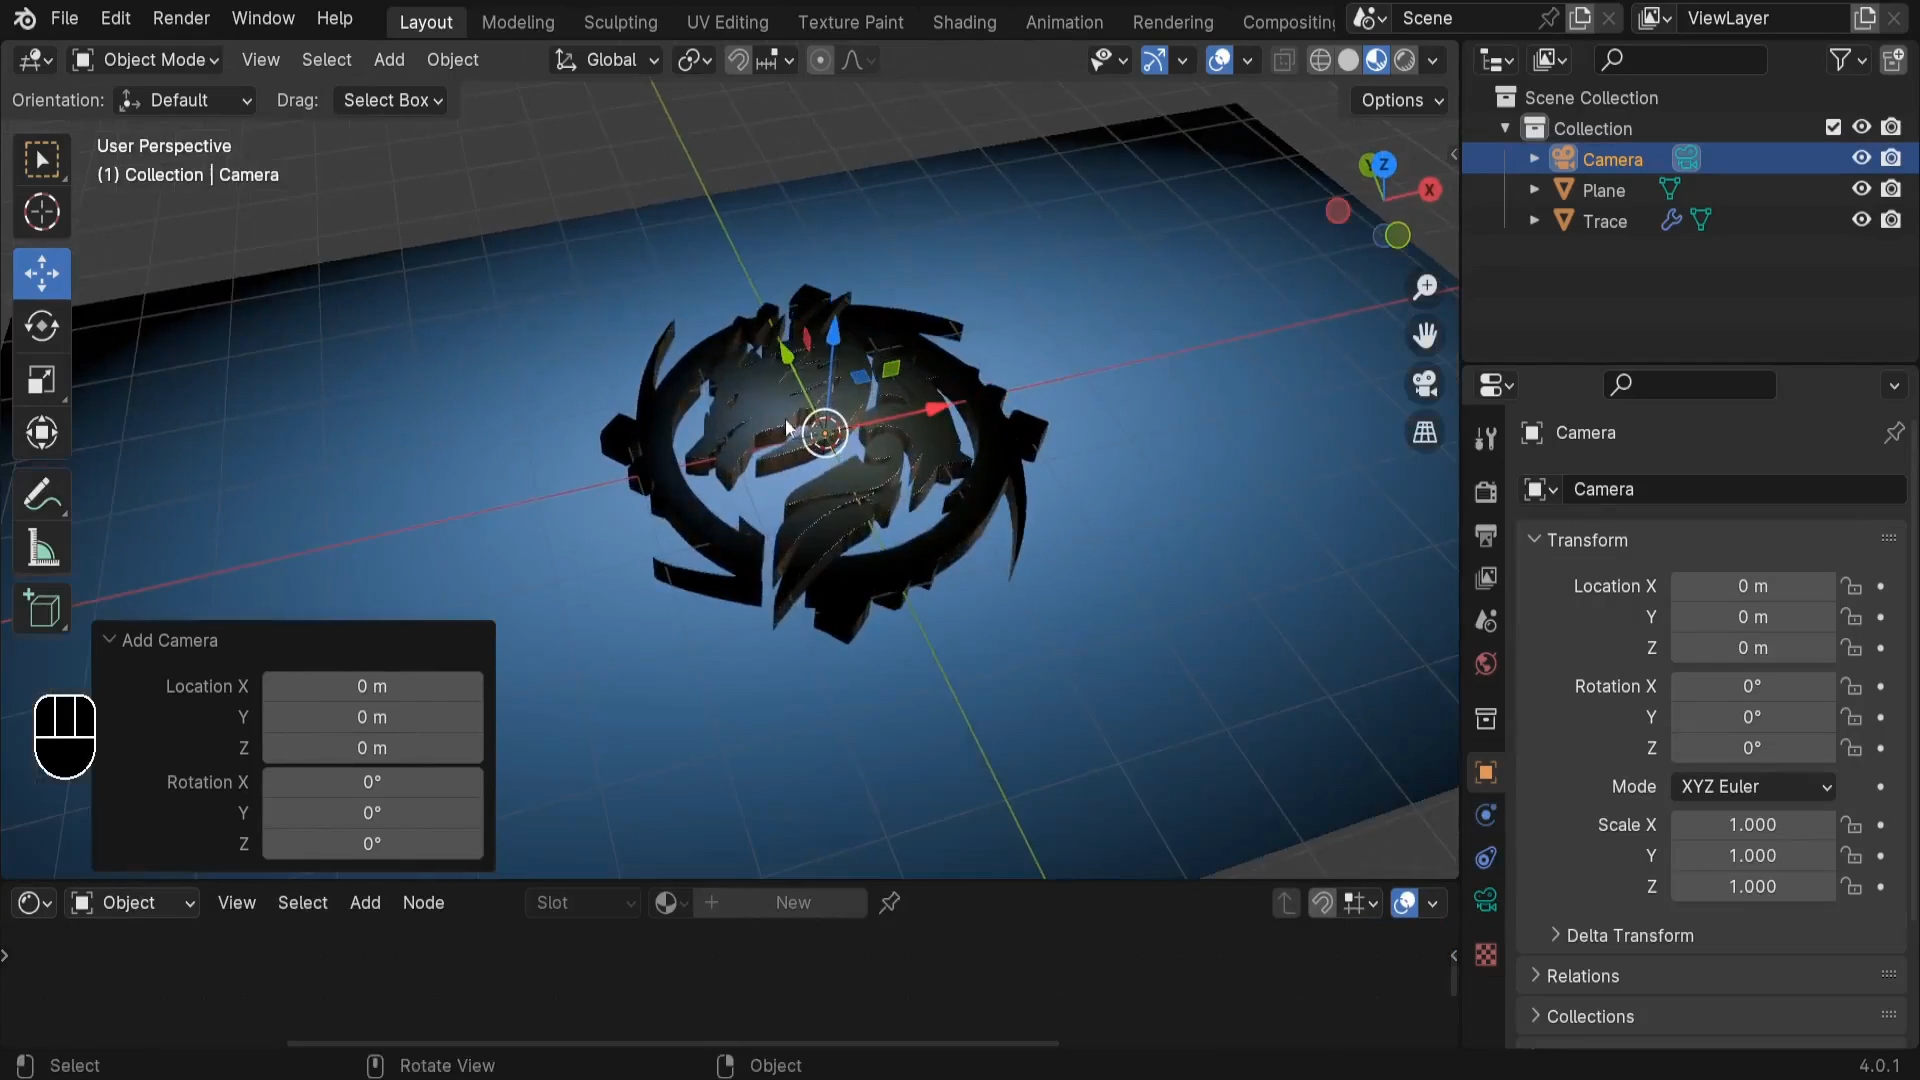 File Edit Render Window Help Layout Modeling Sculpting UV Editing Texture Paint Shading Animation Rendering Compositing Scene ViewLayer
Object Mode View Select Add Object Global
Orientation: Default Drag: Select Box Options
User Perspective
(1) Collection | Camera
Z
Y
X
Scene Collection
Collection
Camera
Plane
Trace
Camera
Camera
Transform
Location X 0 m
Y 0 m
Z 0 m
Rotation X 0°
Y 0°
Z 0°
Mode XYZ Euler
Scale X 1.000
Y 1.000
Z 1.000
Delta Transform
Relations
Collections
Add Camera
Location X 0 m
Y 0 m
Z 0 m
Rotation X 0°
Y 0°
Z 0°
Object View Select Add Node Slot New
Select Rotate View Object 4.0.1